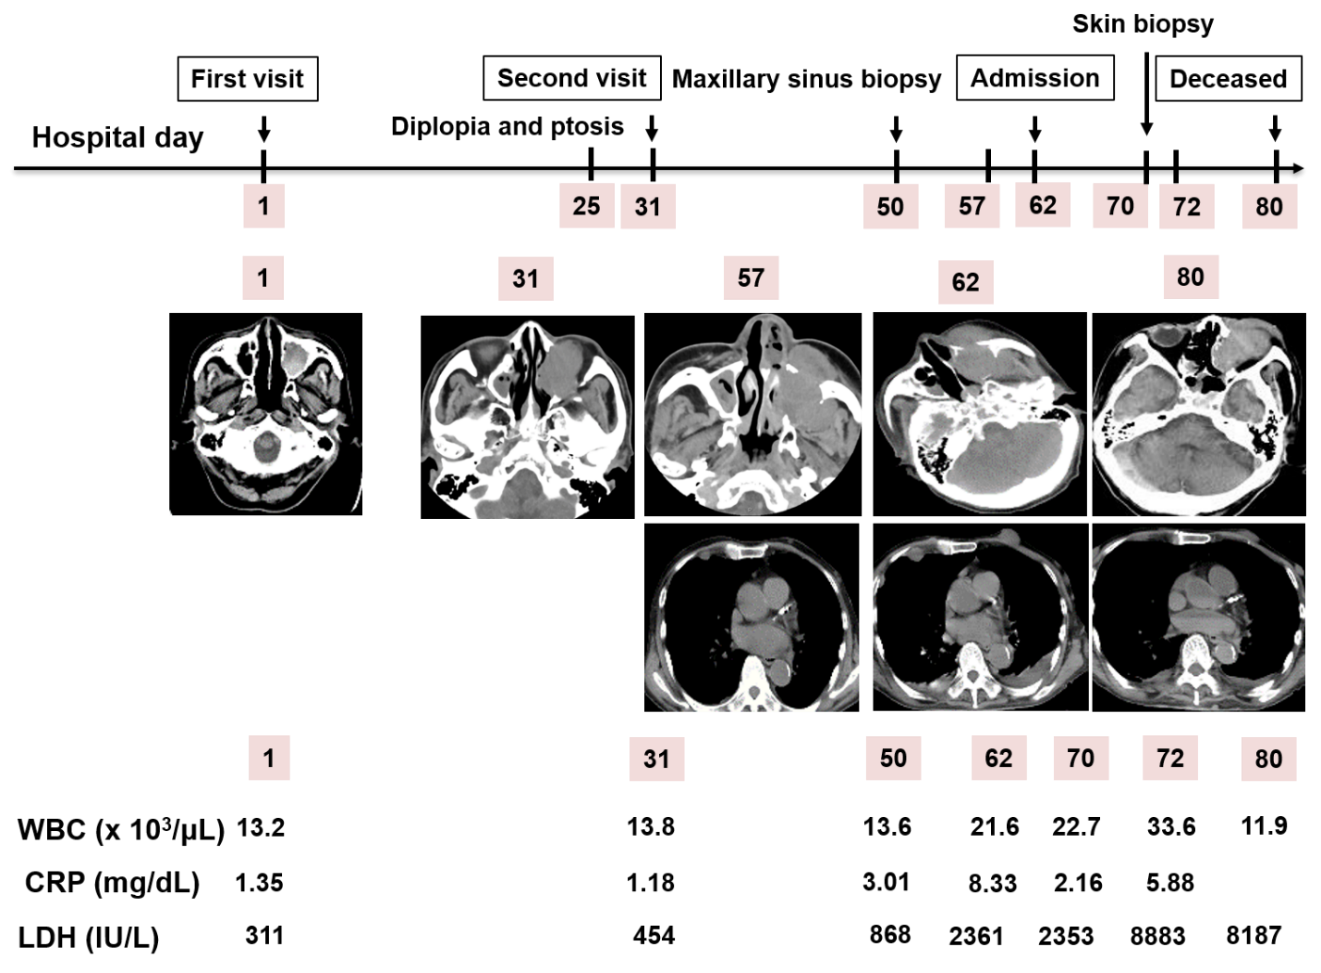 Skin biopsy
First visit
Second visit
Maxillary sinus biopsy
Admission
Deceased
Hospital day
Diplopia and ptosis
1 25 31 50 57 62 70 72 80
1 31 57 62 80
1 31 50 62 70 72 80
WBC (x 10³/µL) 13.2 13.8 13.6 21.6 22.7 33.6 11.9
CRP (mg/dL) 1.35 1.18 3.01 8.33 2.16 5.88
LDH (IU/L) 311 454 868 2361 2353 8883 8187